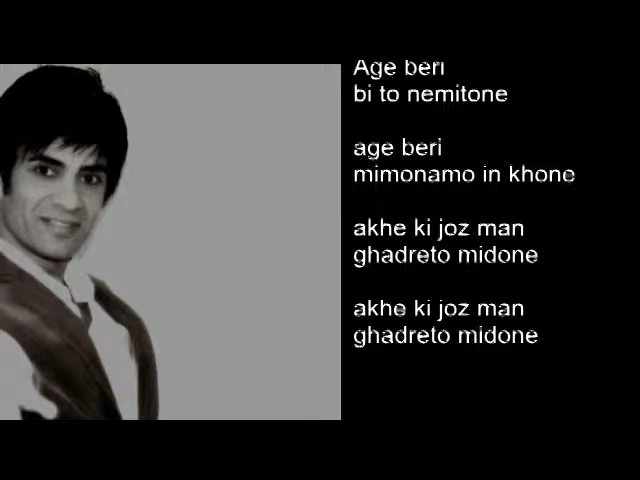 Age beri
bi to nemitone
age beri
mimonamo in khone
akhe ki joz man
ghadreto midone
akhe ki joz man
ghadreto midone